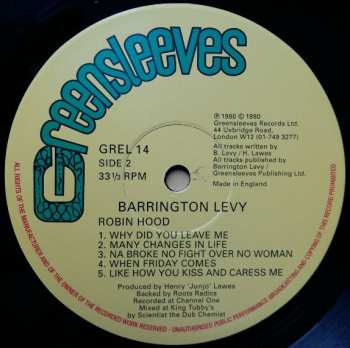 Greensleeves
GREL 14
SIDE 2
33⅓ RPM
℗ 1980 © 1980
Greensleeves Records Ltd.
44 Uxbridge Road,
London W12 (01-749 3277)
All tracks written by
B. Levy / H. Lawes
All tracks published by
Barrington Levy /
Greensleeves Publishing Ltd.
Made in England
BARRINGTON LEVY
ROBIN HOOD
1. WHY DID YOU LEAVE ME
2. MANY CHANGES IN LIFE
3. NA BROKE NO FIGHT OVER NO WOMAN
4. WHEN FRIDAY COMES
5. LIKE HOW YOU KISS AND CARESS ME
Produced by Henry 'Junjo' Lawes
Backed by Roots Radics
Recorded at Channel One
Mixed at King Tubby's
by Scientist the Dub Chemist
ALL RIGHTS OF THE MANUFACTURER AND OF THE OWNER OF THE RECORDED WORK RESERVED - UNAUTHORISED PUBLIC PERFORMANCE BROADCASTING AND COPYING OF THIS RECORD PROHIBITED